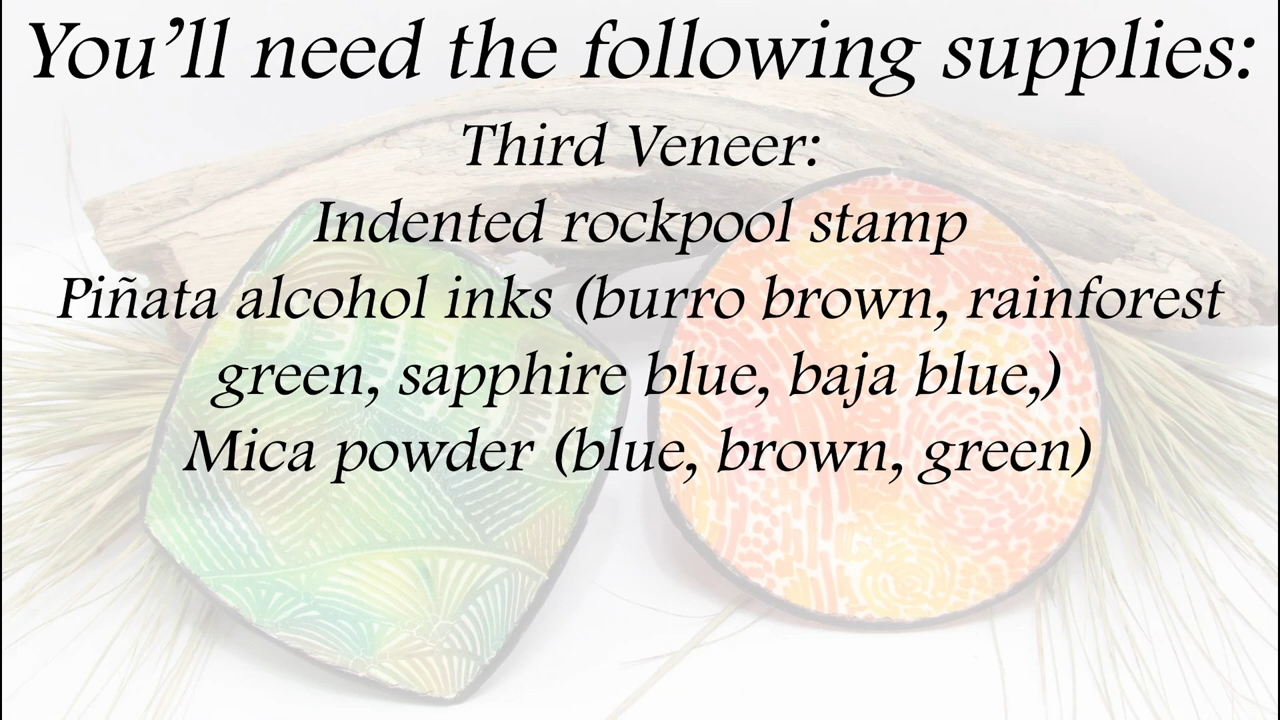 You’ll need the following supplies:
Third Veneer:
Indented rockpool stamp
Piñata alcohol inks (burro brown, rainforest
green, sapphire blue, baja blue,)
Mica powder (blue, brown, green)